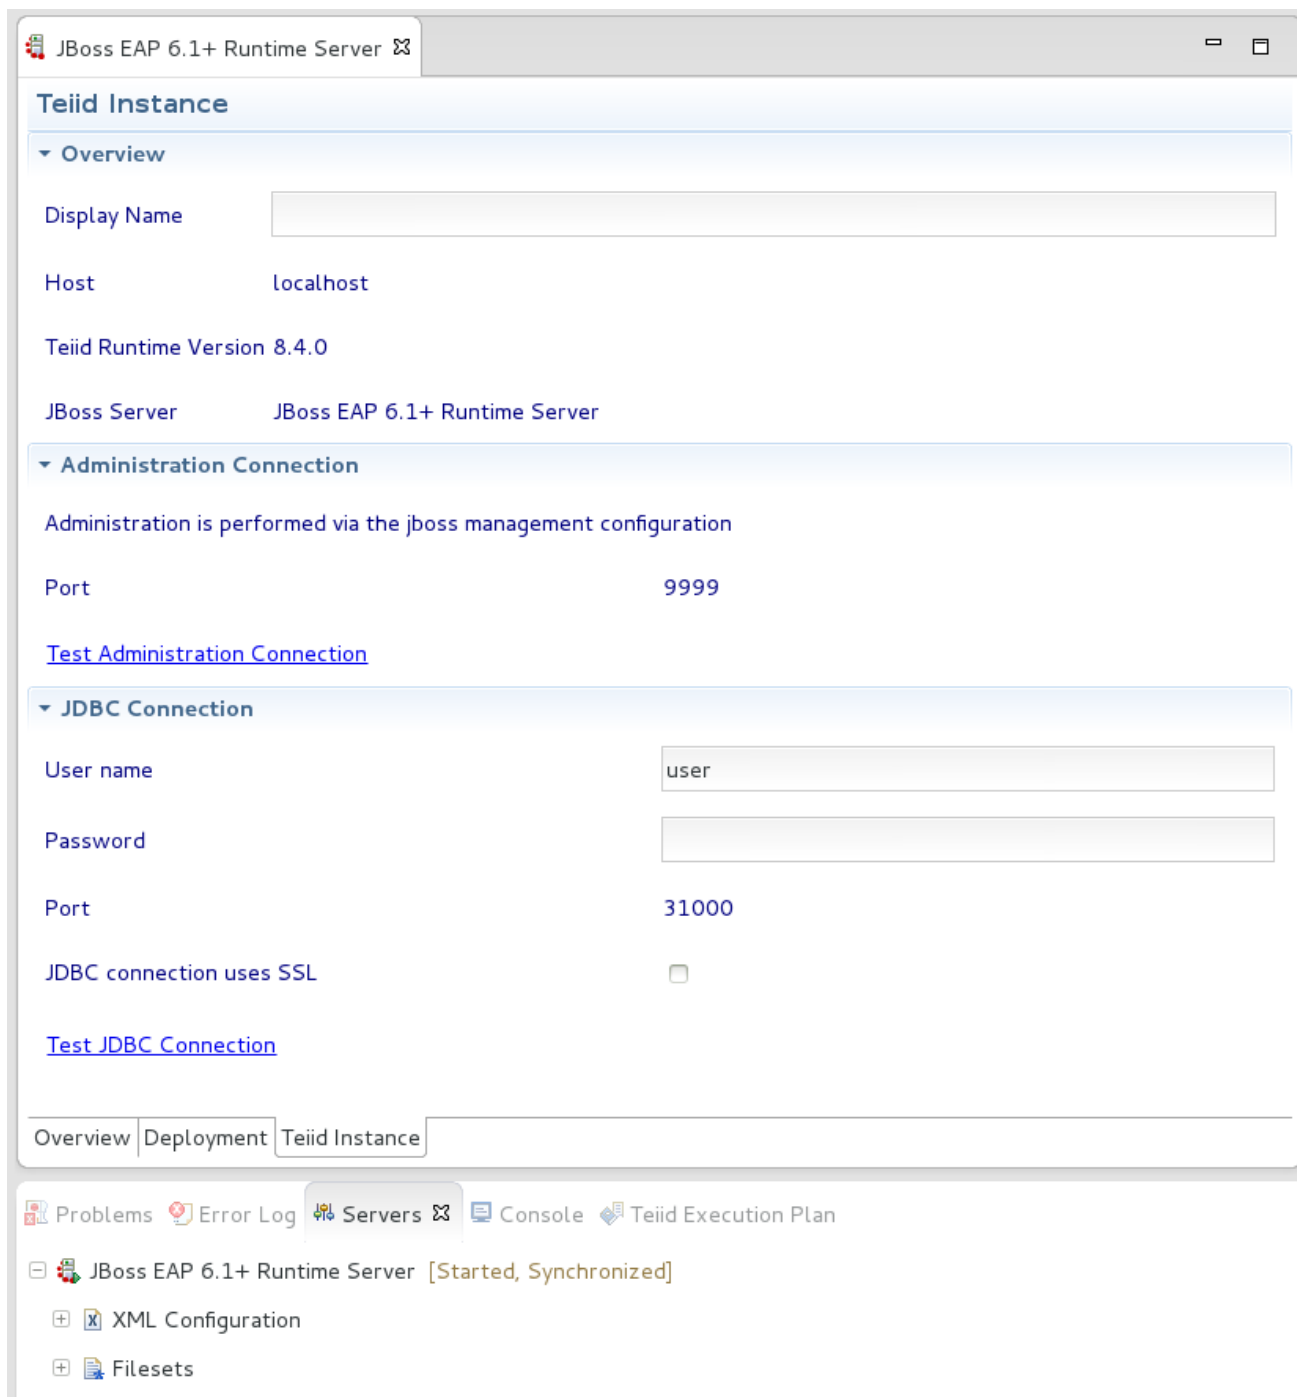 JBoss EAP 6.1+ Runtime Server
Teiid Instance
Overview
Display Name
Host localhost
Teiid Runtime Version 8.4.0
JBoss Server JBoss EAP 6.1+ Runtime Server
Administration Connection
Administration is performed via the jboss management configuration
Port 9999
Test Administration Connection
JDBC Connection
User name user
Password
Port 31000
JDBC connection uses SSL
Test JDBC Connection
Overview Deployment Teiid Instance
Problems Error Log Servers Console Teiid Execution Plan
JBoss EAP 6.1+ Runtime Server [Started, Synchronized]
XML Configuration
Filesets